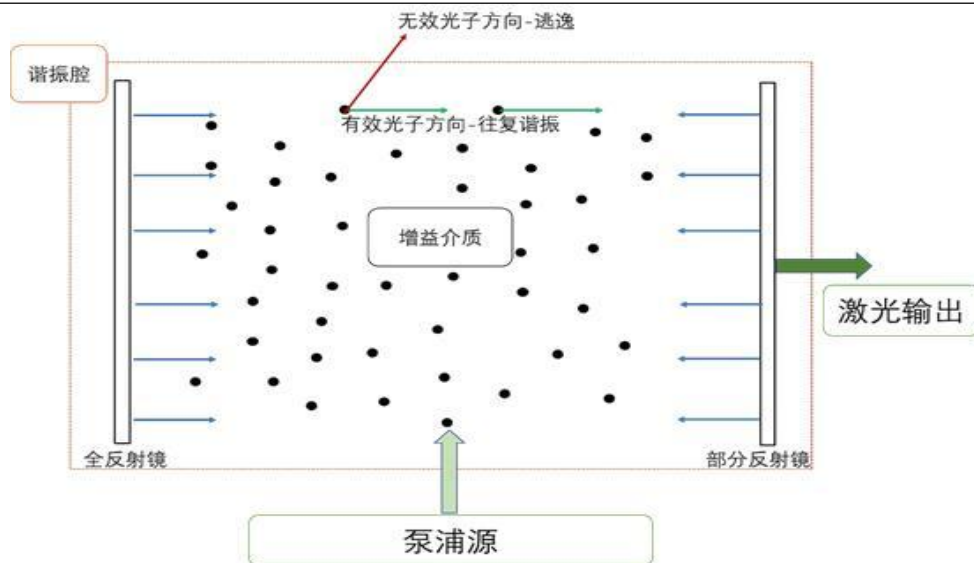 无效光子方向-逃逸
谐振腔
有效光子方向-往复谐振
增益介质
激光输出
全反射镜
部分反射镜
泵浦源